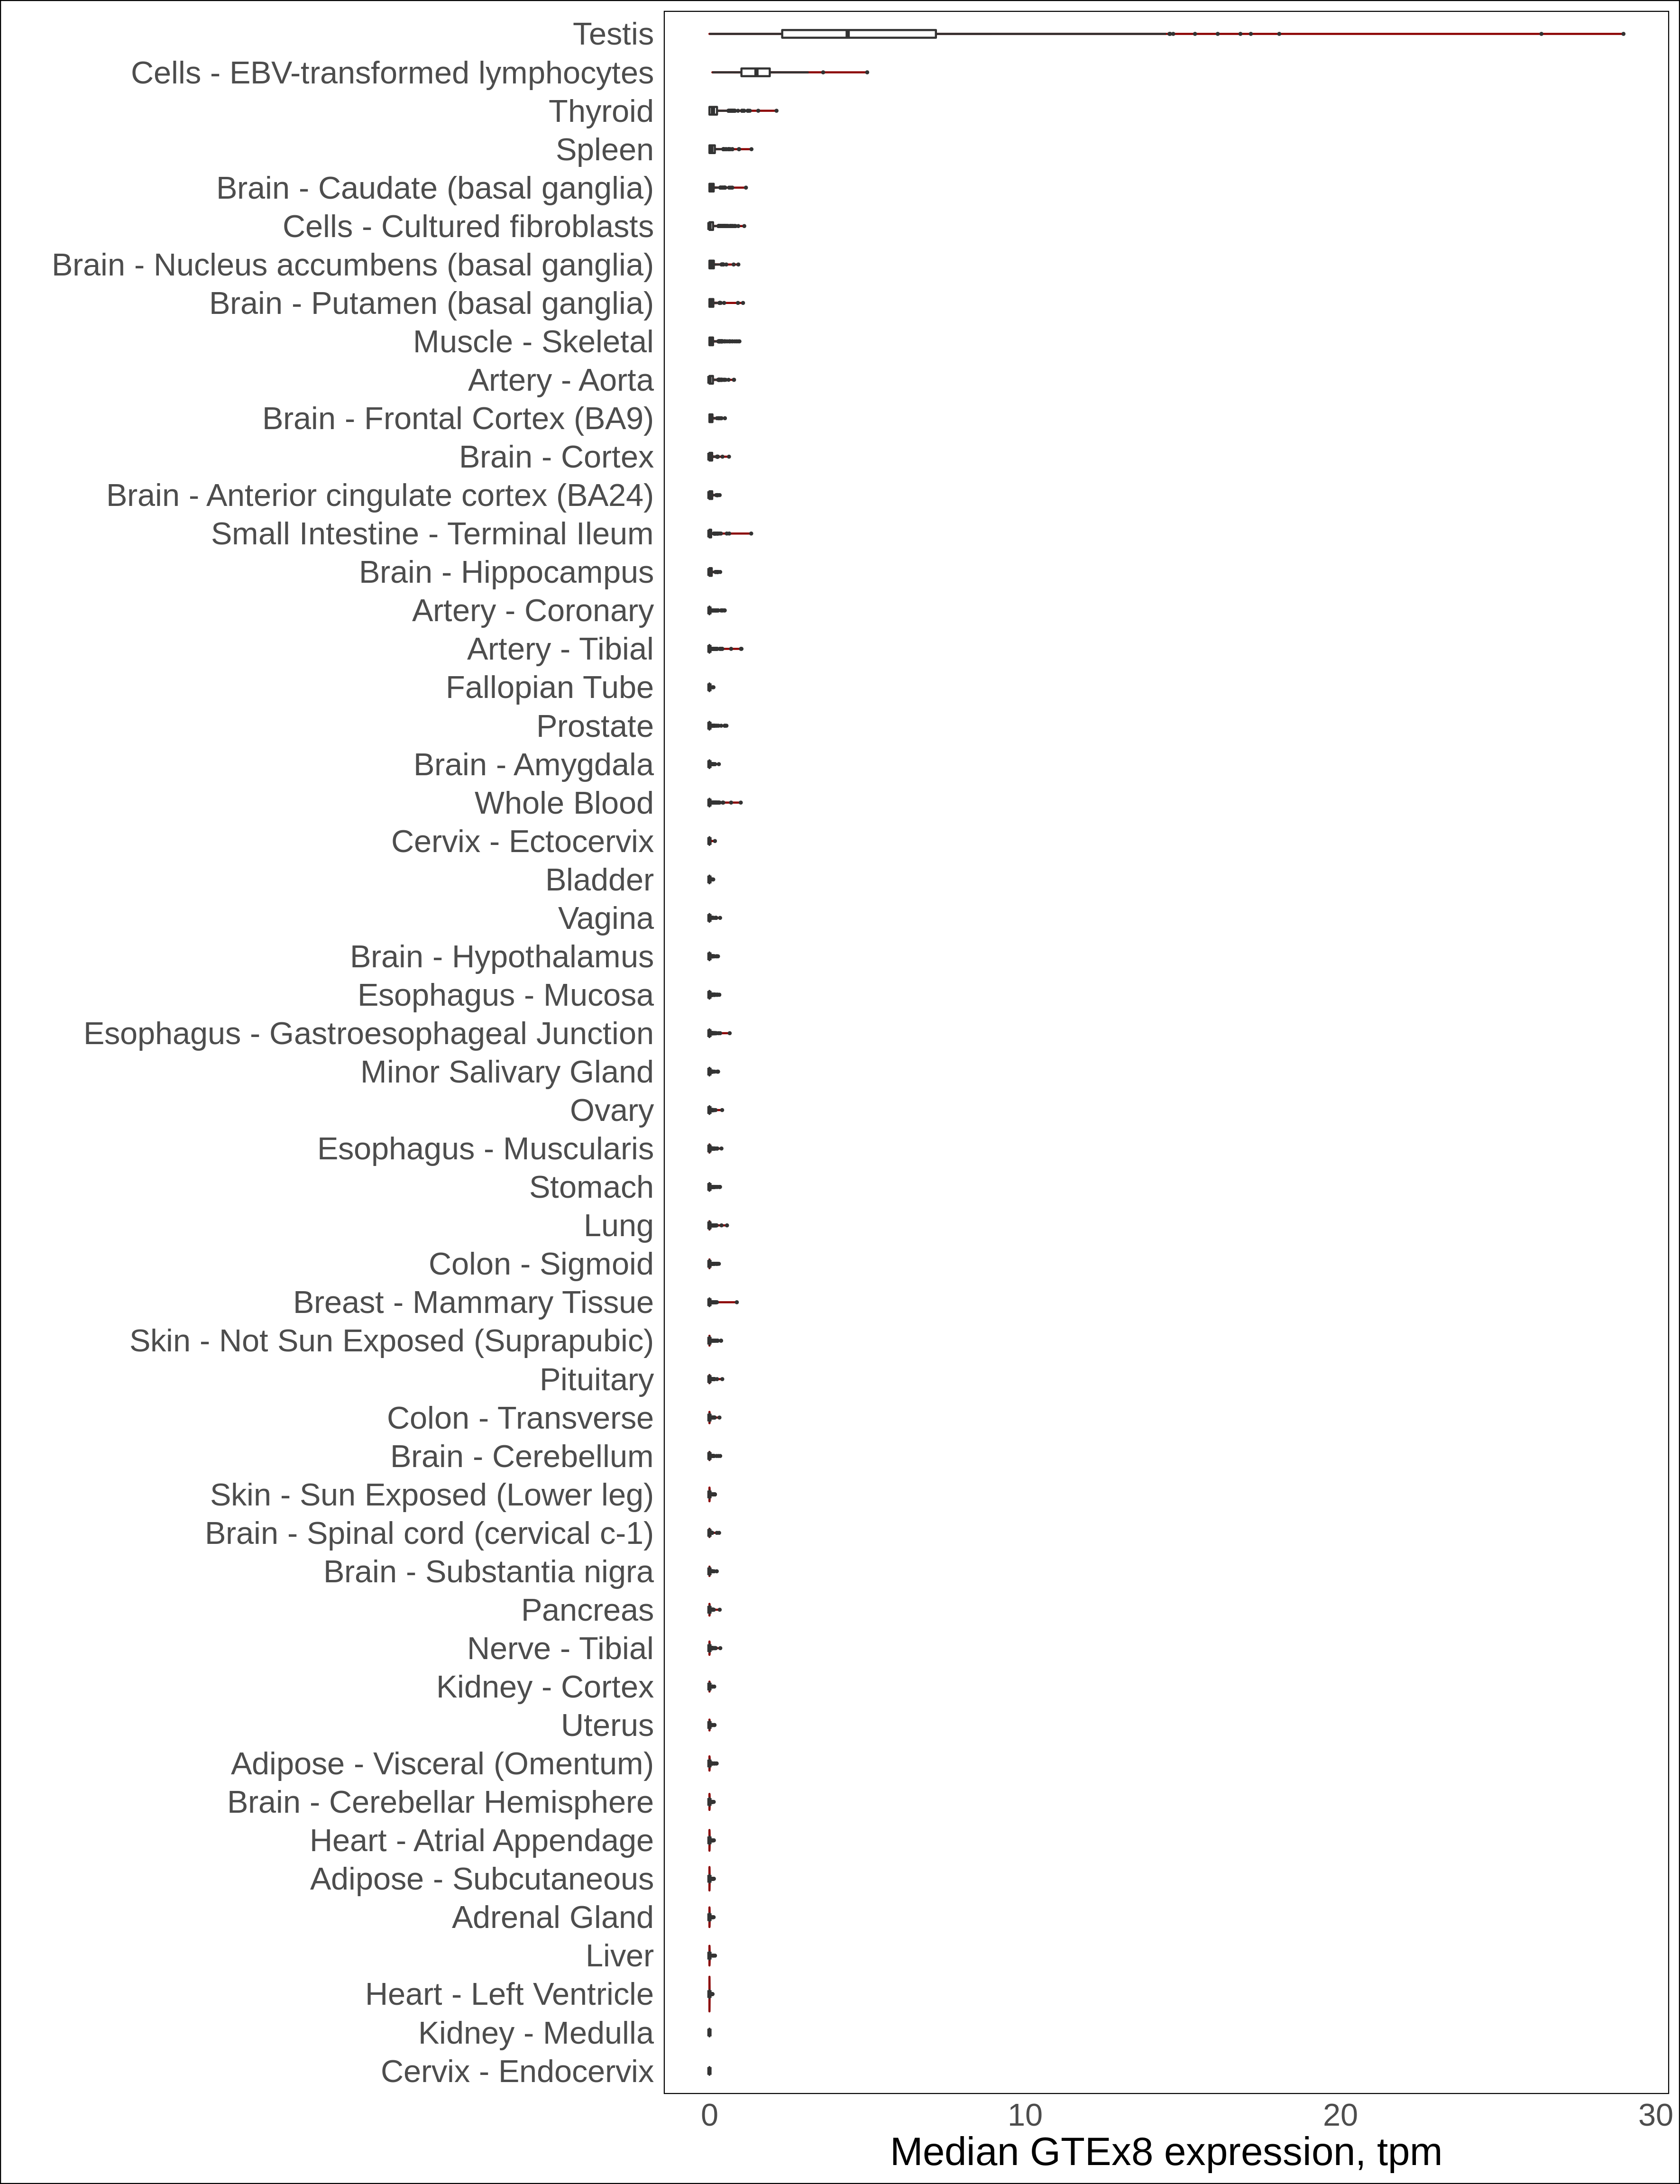 Testis
Cells - EBV-transformed lymphocytes
Thyroid
Spleen
Brain - Caudate (basal ganglia)
Cells - Cultured fibroblasts
Brain - Nucleus accumbens (basal ganglia)
Brain - Putamen (basal ganglia)
Muscle - Skeletal
Artery - Aorta
Brain - Frontal Cortex (BA9)
Brain - Cortex
Brain - Anterior cingulate cortex (BA24)
Small Intestine - Terminal Ileum
Brain - Hippocampus
Artery - Coronary
Artery - Tibial
Fallopian Tube
Prostate
Brain - Amygdala
Whole Blood
Cervix - Ectocervix
Bladder
Vagina
Brain - Hypothalamus
Esophagus - Mucosa
Esophagus - Gastroesophageal Junction
Minor Salivary Gland
Ovary
Esophagus - Muscularis
Stomach
Lung
Colon - Sigmoid
Breast - Mammary Tissue
Skin - Not Sun Exposed (Suprapubic)
Pituitary
Colon - Transverse
Brain - Cerebellum
Skin - Sun Exposed (Lower leg)
Brain - Spinal cord (cervical c-1)
Brain - Substantia nigra
Pancreas
Nerve - Tibial
Kidney - Cortex
Uterus
Adipose - Visceral (Omentum)
Brain - Cerebellar Hemisphere
Heart - Atrial Appendage
Adipose - Subcutaneous
Adrenal Gland
Liver
Heart - Left Ventricle
Kidney - Medulla
Cervix - Endocervix
0 10 20 30
Median GTEx8 expression, tpm